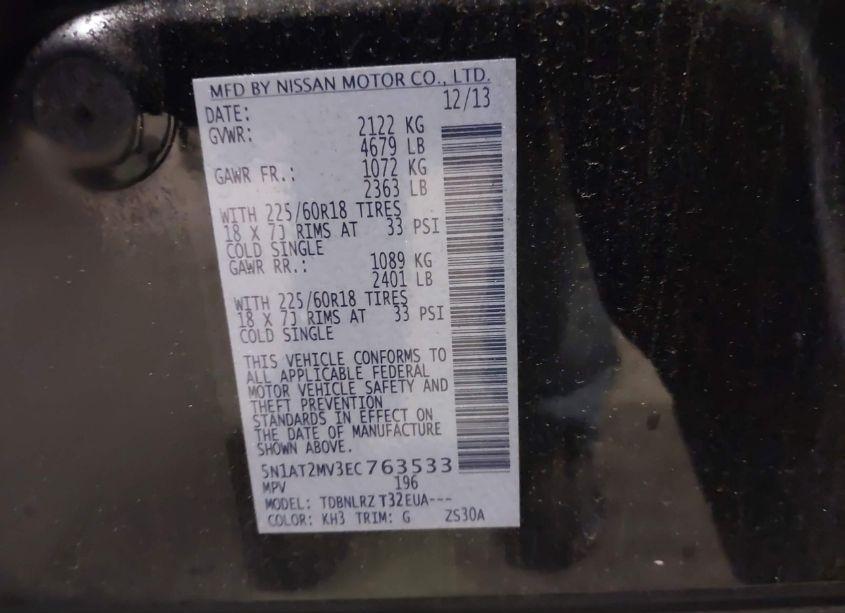 MFD BY NISSAN MOTOR CO., LTD.
DATE: 12/13
GVWR: 2122 KG
4679 LB
GAWR FR.: 1072 KG
2363 LB
WITH 225/60R18 TIRES
18 X 7J RIMS AT 33 PSI
COLD SINGLE
GAWR RR.: 1089 KG
2401 LB
WITH 225/60R18 TIRES
18 X 7J RIMS AT 33 PSI
COLD SINGLE
THIS VEHICLE CONFORMS TO
ALL APPLICABLE FEDERAL
MOTOR VEHICLE SAFETY AND
THEFT PREVENTION
STANDARDS IN EFFECT ON
THE DATE OF MANUFACTURE
SHOWN ABOVE.
5N1AT2MV3EC763533
MPV 196
MODEL: TDBNLRZ T32EUA---
COLOR: KH3 TRIM: G ZS30A